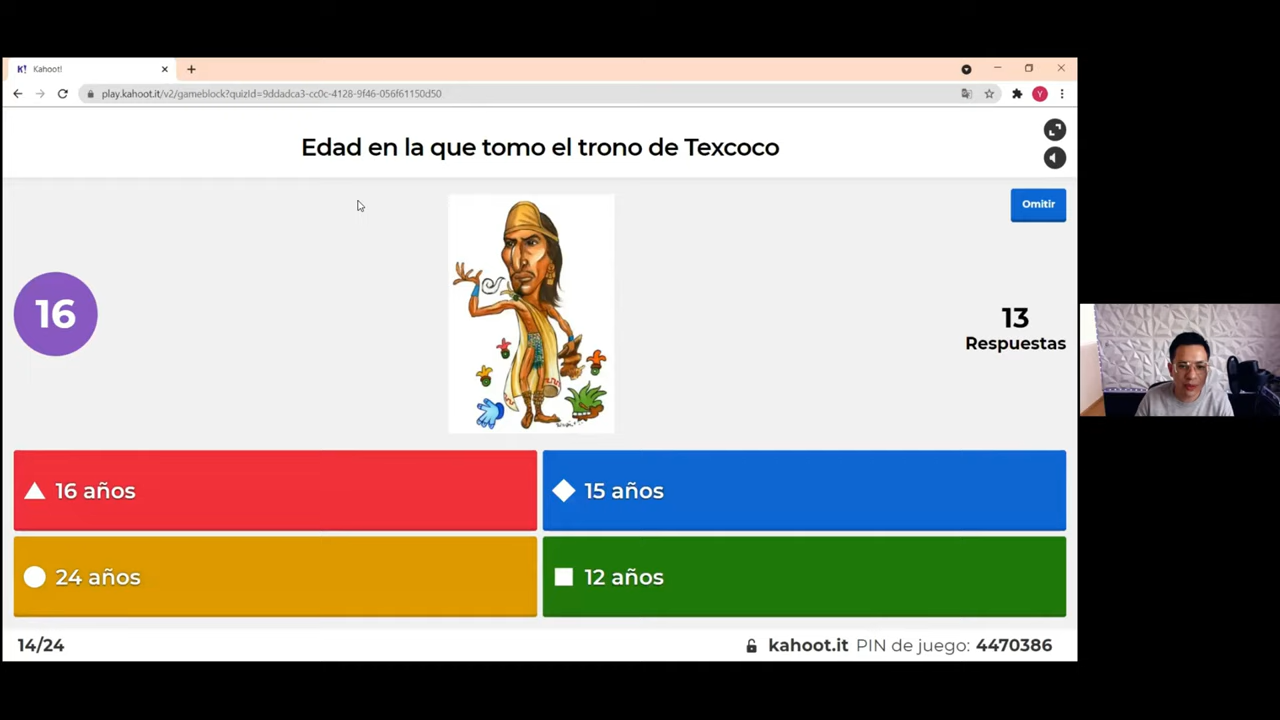 K! Kahoot!
play.kahoot.it/v2/gameblock?quizId=9ddadca3-cc0c-4128-9f46-056f61150d50
Y
Edad en la que tomo el trono de Texcoco
Omitir
16
13
Respuestas
16 años
15 años
24 años
12 años
14/24
kahoot.it PIN de juego: 4470386